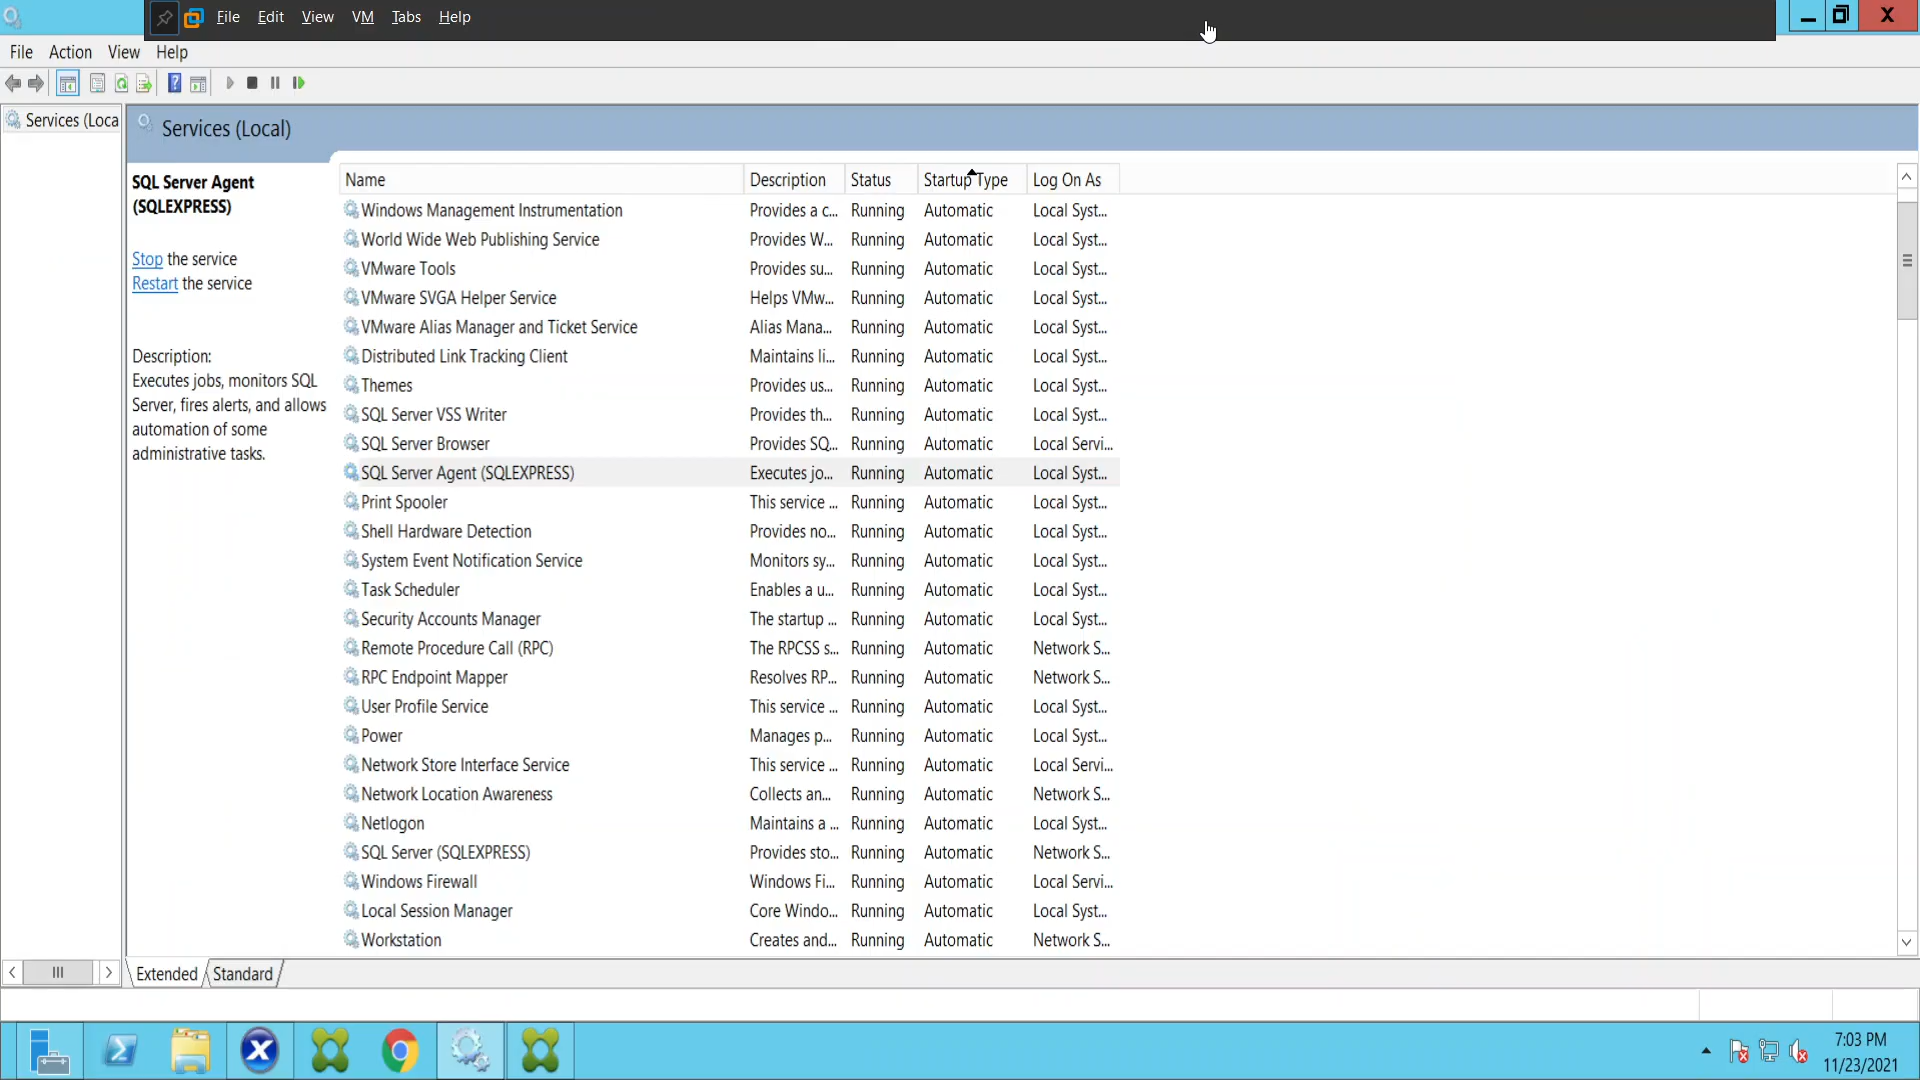 File Edit View VM Tabs Help
X
File Action View Help
Services (Loca
Services (Local)
SQL Server Agent
(SQLEXPRESS)
Stop the service
Restart the service
Description:
Executes jobs, monitors SQL
Server, fires alerts, and allows
automation of some
administrative tasks.
Name Description Status Startup Type Log On As
Windows Management Instrumentation Provides a c... Running Automatic Local Syst...
World Wide Web Publishing Service Provides W... Running Automatic Local Syst...
VMware Tools Provides su... Running Automatic Local Syst...
VMware SVGA Helper Service Helps VMw... Running Automatic Local Syst...
VMware Alias Manager and Ticket Service Alias Mana... Running Automatic Local Syst...
Distributed Link Tracking Client Maintains li... Running Automatic Local Syst...
Themes Provides us... Running Automatic Local Syst...
SQL Server VSS Writer Provides th... Running Automatic Local Syst...
SQL Server Browser Provides SQ... Running Automatic Local Servi...
SQL Server Agent (SQLEXPRESS) Executes jo... Running Automatic Local Syst...
Print Spooler This service ... Running Automatic Local Syst...
Shell Hardware Detection Provides no... Running Automatic Local Syst...
System Event Notification Service Monitors sy... Running Automatic Local Syst...
Task Scheduler Enables a u... Running Automatic Local Syst...
Security Accounts Manager The startup ... Running Automatic Local Syst...
Remote Procedure Call (RPC) The RPCSS s... Running Automatic Network S...
RPC Endpoint Mapper Resolves RP... Running Automatic Network S...
User Profile Service This service ... Running Automatic Local Syst...
Power Manages p... Running Automatic Local Syst...
Network Store Interface Service This service ... Running Automatic Local Servi...
Network Location Awareness Collects an... Running Automatic Network S...
Netlogon Maintains a ... Running Automatic Local Syst...
SQL Server (SQLEXPRESS) Provides sto... Running Automatic Network S...
Windows Firewall Windows Fi... Running Automatic Local Servi...
Local Session Manager Core Windo... Running Automatic Local Syst...
Workstation Creates and... Running Automatic Network S...
Extended Standard
7:03 PM
11/23/2021